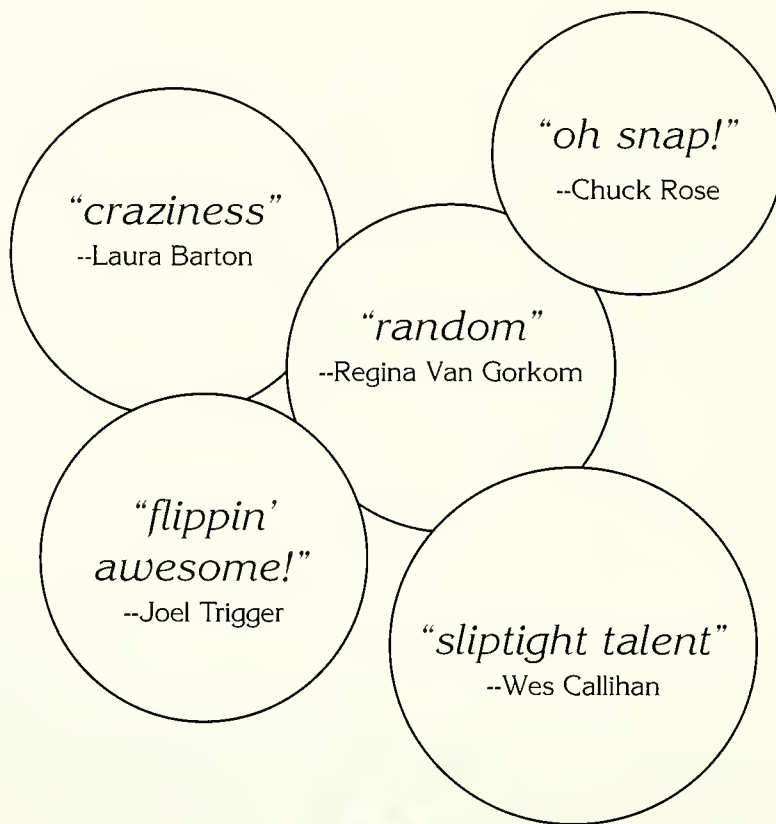 “oh snap!”
--Chuck Rose
“craziness”
--Laura Barton
“random”
--Regina Van Gorkom
“flippin’
awesome!”
--Joel Trigger
“sliptight talent”
--Wes Callihan